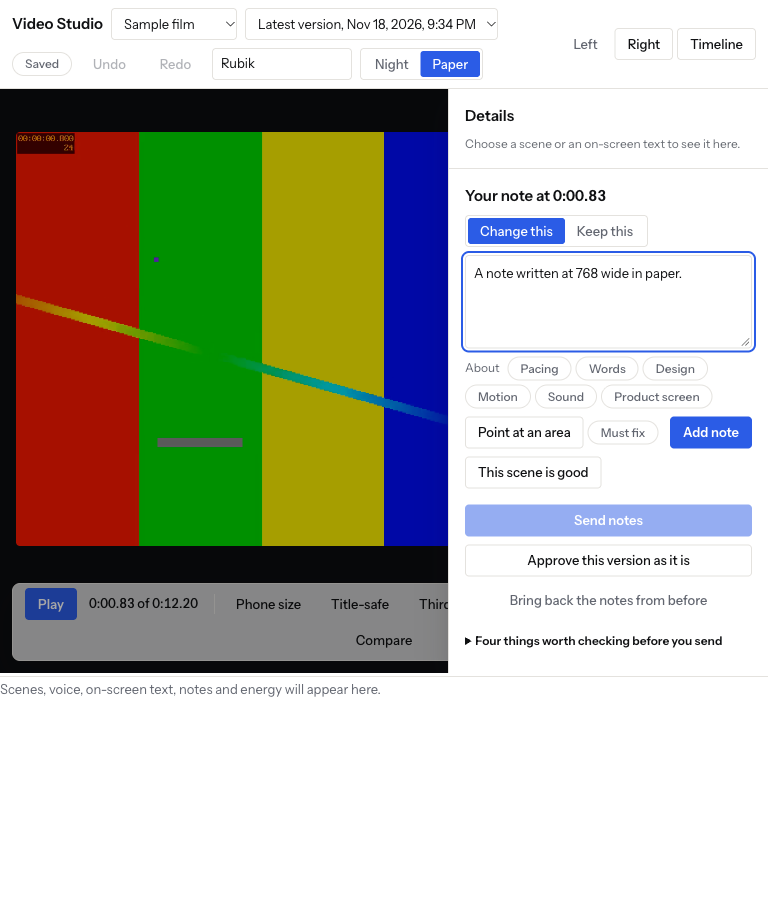 Video Studio
Sample film
Latest version, Nov 18, 2026, 9:34 PM
Left
Right
Timeline
Saved
Undo
Redo
Rubik
Night
Paper
00:00:00.800
24
Details
Choose a scene or an on-screen text to see it here.
Your note at 0:00.83
Change this
Keep this
A note written at 768 wide in paper.
About
Pacing
Words
Design
Motion
Sound
Product screen
Point at an area
Must fix
Add note
This scene is good
Send notes
Approve this version as it is
Bring back the notes from before
Four things worth checking before you send
Play
0:00.83 of 0:12.20
Phone size
Title-safe
Compare
Scenes, voice, on-screen text, notes and energy will appear here.